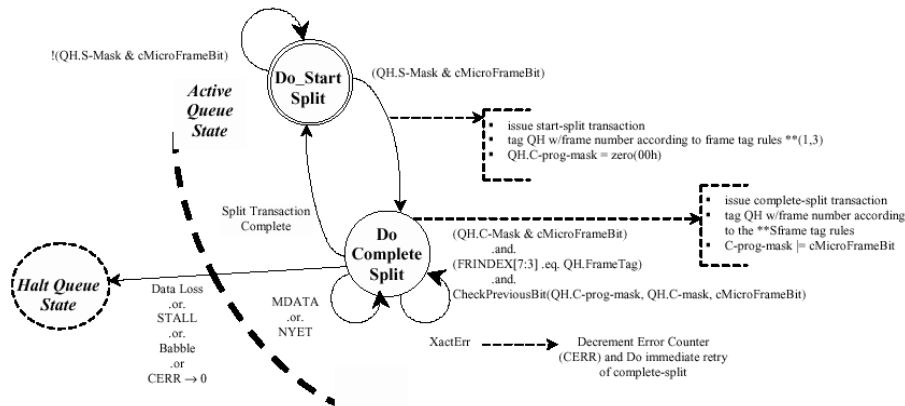 !(QH.S-Mask & cMicroFrameBit)
Do_Start
Split
(QH.S-Mask & cMicroFrameBit)
Active
Queue
State
▪ issue start-split transaction
▪ tag QH w/frame number according to frame tag rules **(1,3)
▪ QH.C-prog-mask = zero(00h)
▪ issue complete-split transaction
▪ tag QH w/frame number according
to the **Sframe tag rules
▪ C-prog-mask |= cMicroFrameBit
Split Transaction
Complete
Do
Complete
Split
(QH.C-Mask & cMicroFrameBit)
.and.
(FRINDEX[7:3] .eq. QH.FrameTag)
.and.
CheckPreviousBit(QH.C-prog-mask, QH.C-mask, cMicroFrameBit)
Halt Queue
State
Data Loss
.or.
STALL
.or.
Babble
.or
CERR → 0
MDATA
.or.
NYET
XactErr
Decrement Error Counter
(CERR) and Do immediate retry
of complete-split